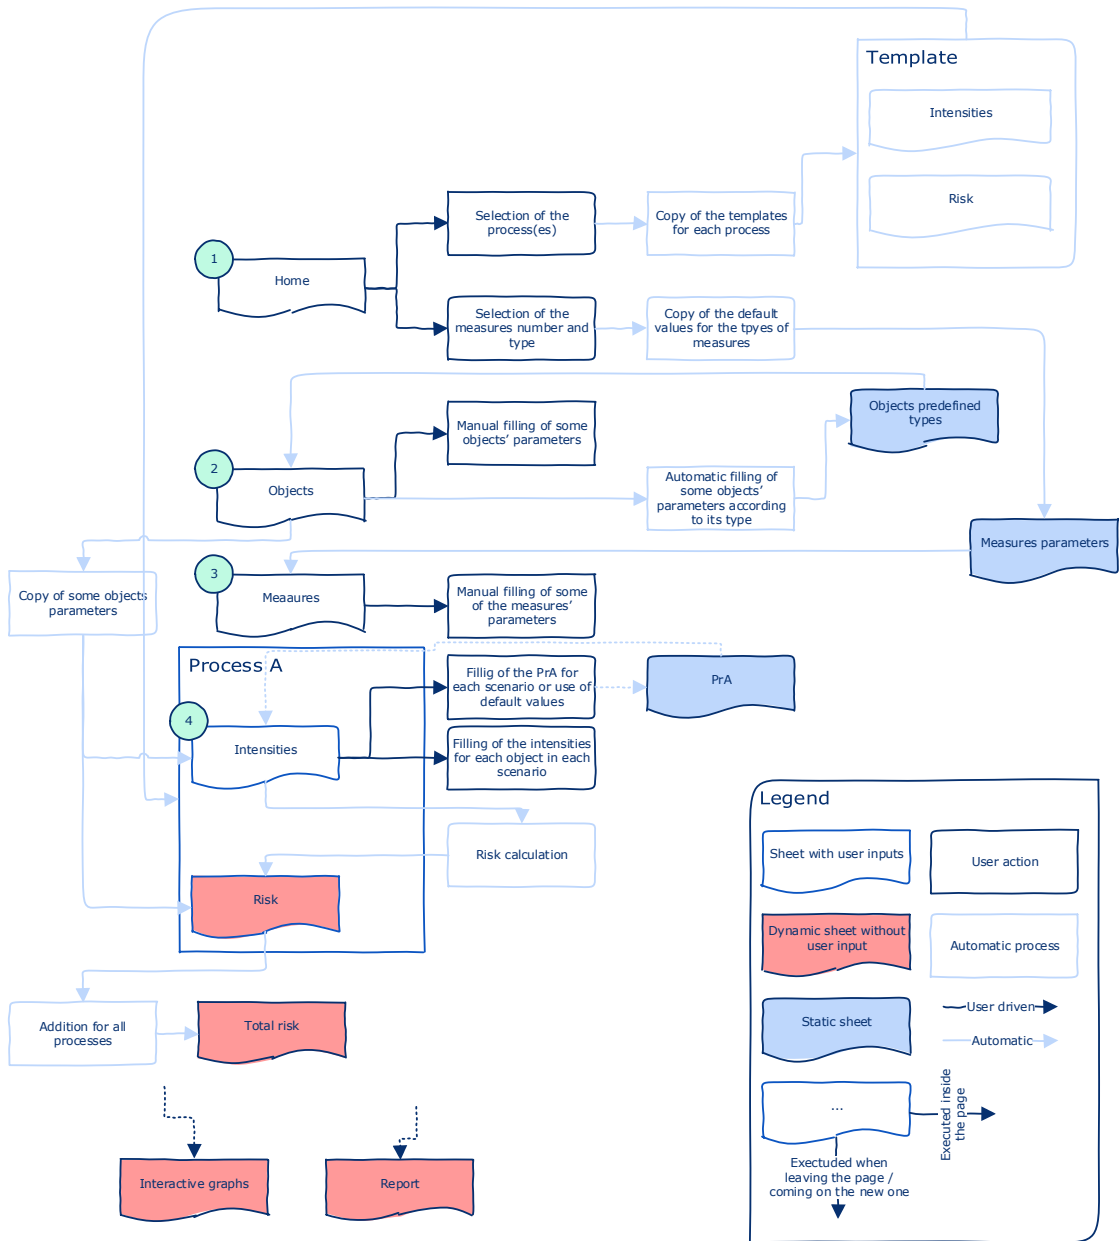 Template
Intensities
Risk
Selection of the
process(es)
Copy of the templates
for each process
1
Home
Selection of the
measures number and
type
Copy of the default
values for the tpyes of
measures
Objects predefined
types
Manual filling of some
objects’ parameters
2
Objects
Automatic filling of
some objects’
parameters according
to its type
Measures parameters
3
Meaaures
Copy of some objects
parameters
Manual filling of some
of the measures’
parameters
Process A
Fillig of the PrA for
each scenario or use of
default values
PrA
4
Intensities
Filling of the intensities
for each object in each
scenario
Risk calculation
Risk
Addition for all
processes
Total risk
Interactive graphs
Report
Legend
Sheet with user inputs
User action
Dynamic sheet without
user input
Automatic process
Static sheet
User driven
Automatic
...
Executed inside
the page
Exectuded when
leaving the page /
coming on the new one